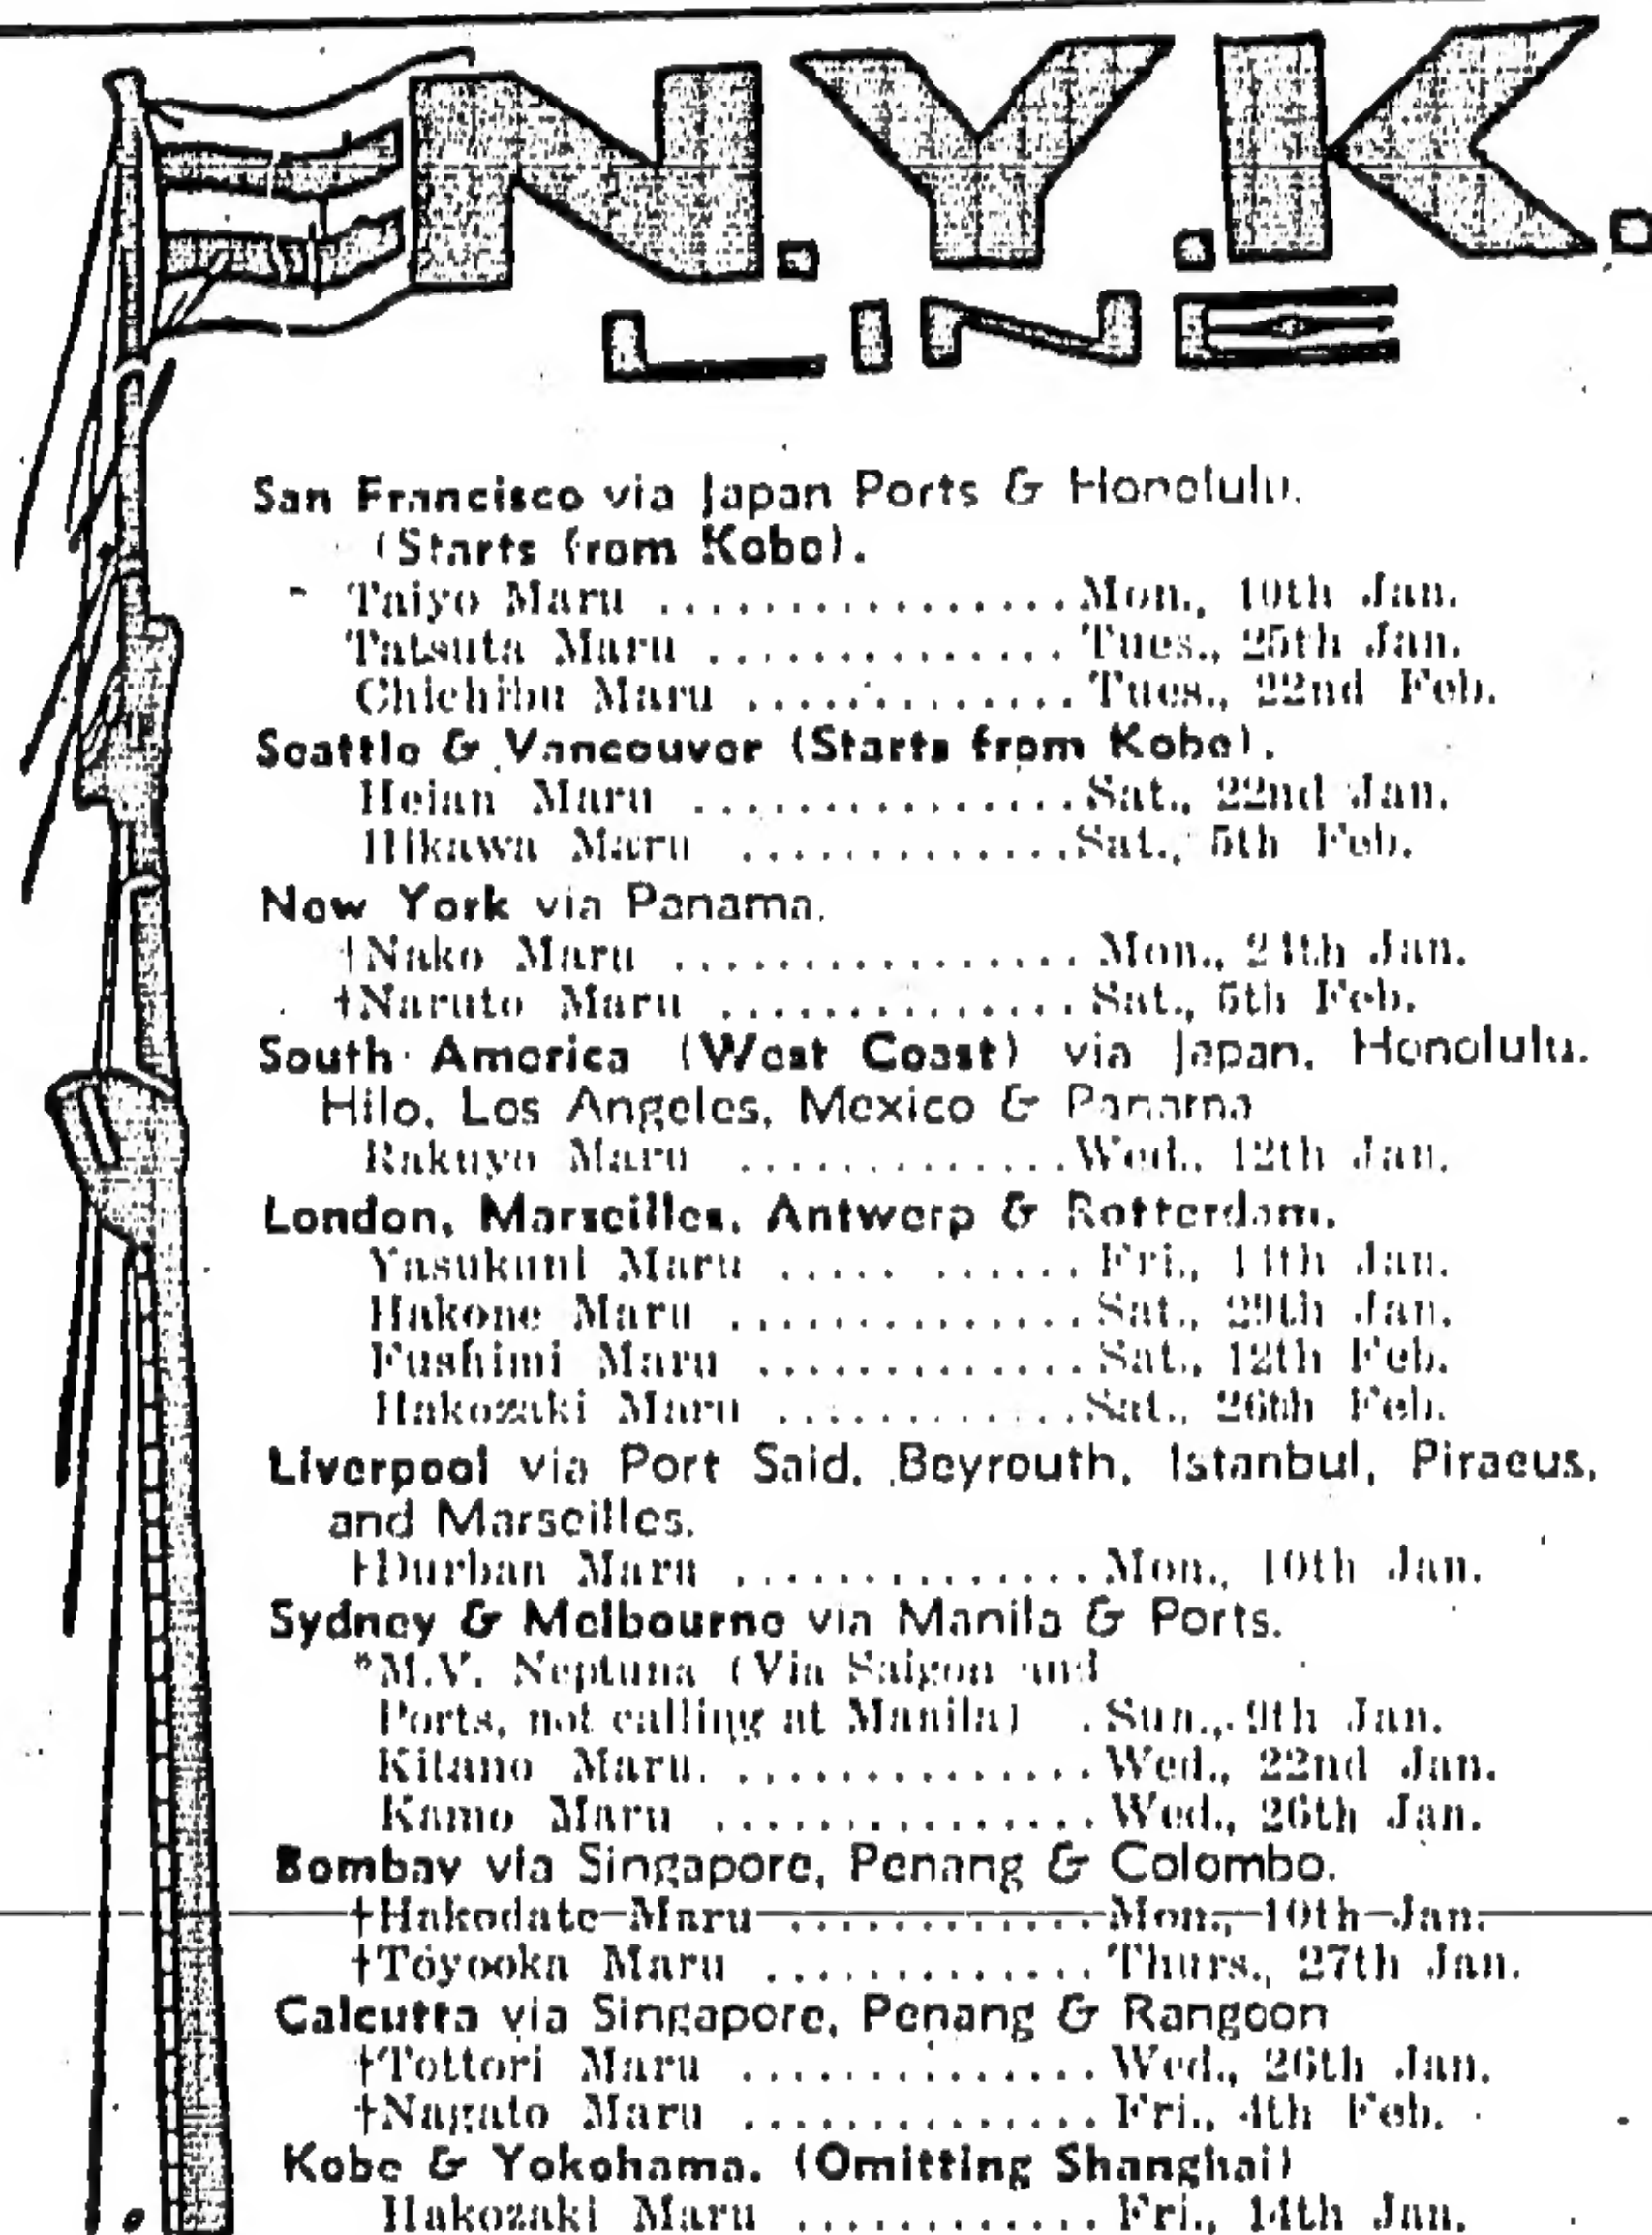 N.Y.K.
LINE
San Francisco via Japan Ports & Honolulu.
(Starts from Kobe).
Taiyo Maru ................ Mon., 10th Jan.
Tatsuta Maru .............. Tues., 25th Jan.
Chichibu Maru ............. Tues., 22nd Feb.
Seattle & Vancouver (Starts from Kobe).
Heian Maru ............... Sat., 22nd Jan.
Hikawa Maru ............. Sat., 5th Feb.
New York via Panama.
†Nako Maru ................ Mon., 24th Jan.
†Naruto Maru .............. Sat., 5th Feb.
South America (West Coast) via Japan, Honolulu.
Hilo, Los Angeles, Mexico & Panama
Rakuyo Maru ............. Wed., 12th Jan.
London, Marseilles, Antwerp & Rotterdam.
Yasukuni Maru ..... ...... Fri., 14th Jan.
Hakone Maru .............. Sat., 29th Jan.
Fushimi Maru ............. Sat., 12th Feb.
Hakozaki Maru ............ Sat., 26th Feb.
Liverpool via Port Said, Beyrouth, Istanbul, Piraeus,
and Marseilles.
†Durban Maru .............. Mon., 10th Jan.
Sydney & Melbourne via Manila & Ports.
*M.V. Neptuna (Via Saigon and
Ports, not calling at Manila) . Sun., 9th Jan.
Kitano Maru. .............. Wed., 22nd Jan.
Kamo Maru ............... Wed., 26th Jan.
Bombay via Singapore, Penang & Colombo.
†Hakodate Maru ............ Mon., 10th Jan.
†Toyooka Maru ............. Thurs., 27th Jan.
Calcutta via Singapore, Penang & Rangoon
†Tottori Maru .............. Wed., 26th Jan.
†Nagato Maru .............. Fri., 4th Feb.
Kobe & Yokohama. (Omitting Shanghai)
Hakozaki Maru ............ Fri., 14th Jan.